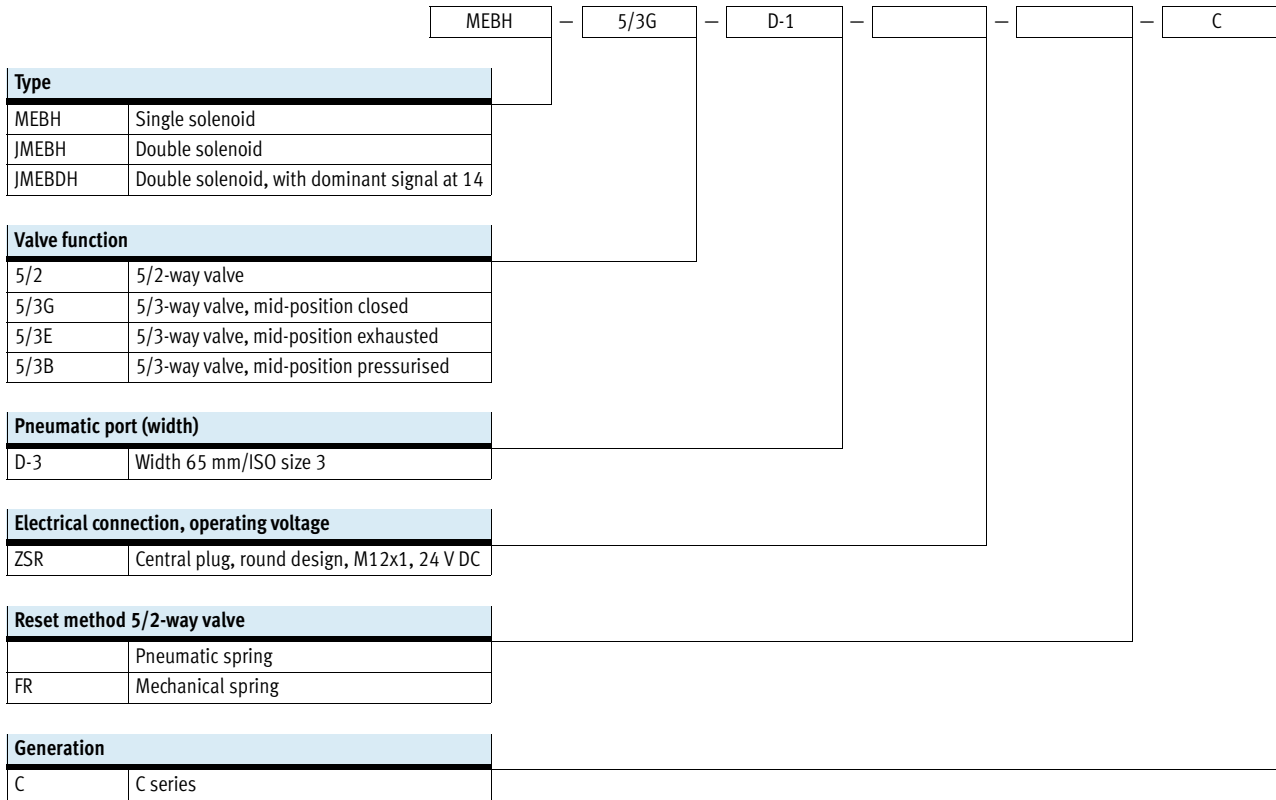 MEBH – 5/3G – D-1 – – – C
Type
MEBH Single solenoid
JMEBH Double solenoid
JMEBDH Double solenoid, with dominant signal at 14
Valve function
5/2 5/2-way valve
5/3G 5/3-way valve, mid-position closed
5/3E 5/3-way valve, mid-position exhausted
5/3B 5/3-way valve, mid-position pressurised
Pneumatic port (width)
D-3 Width 65 mm/ISO size 3
Electrical connection, operating voltage
ZSR Central plug, round design, M12x1, 24 V DC
Reset method 5/2-way valve
Pneumatic spring
FR Mechanical spring
Generation
C C series